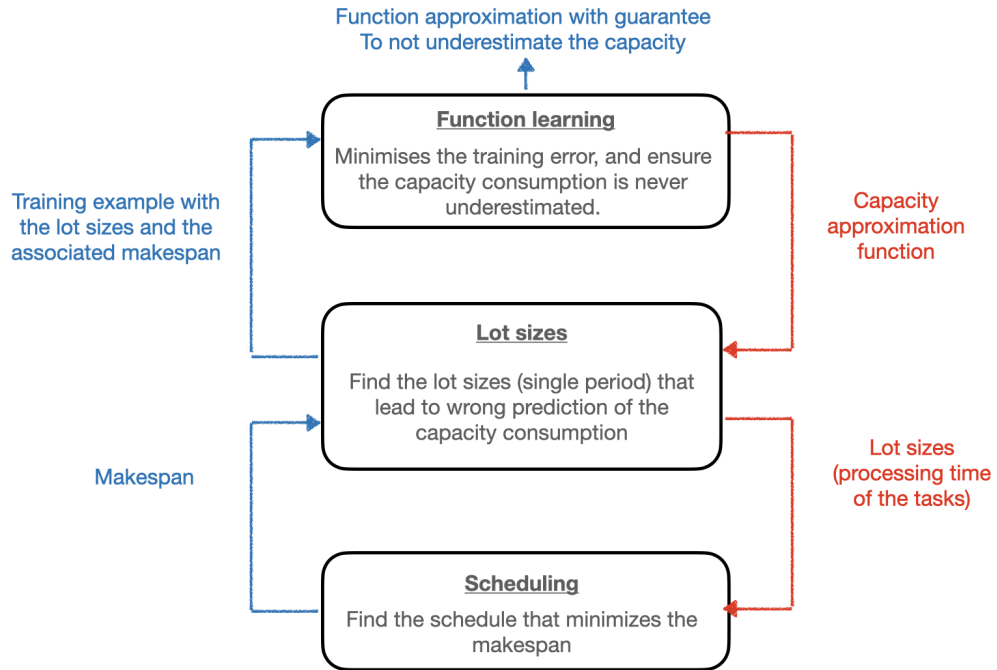 Function approximation with guarantee
To not underestimate the capacity
Function learning
Minimises the training error, and ensure
the capacity consumption is never
underestimated.
Training example with
the lot sizes and the
associated makespan
Capacity
approximation
function
Lot sizes
Find the lot sizes (single period) that
lead to wrong prediction of the
capacity consumption
Makespan
Lot sizes
(processing time
of the tasks)
Scheduling
Find the schedule that minimizes the
makespan